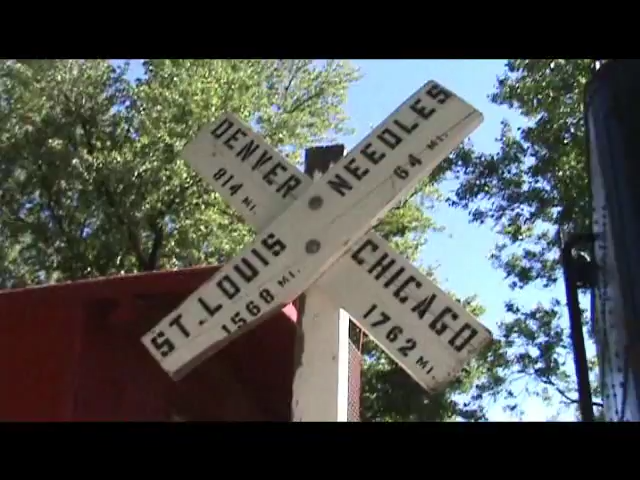 DENVER
814 MI.
NEEDLES
64 MI.
ST. LOUIS
1568 MI.
CHICAGO
1762 MI.